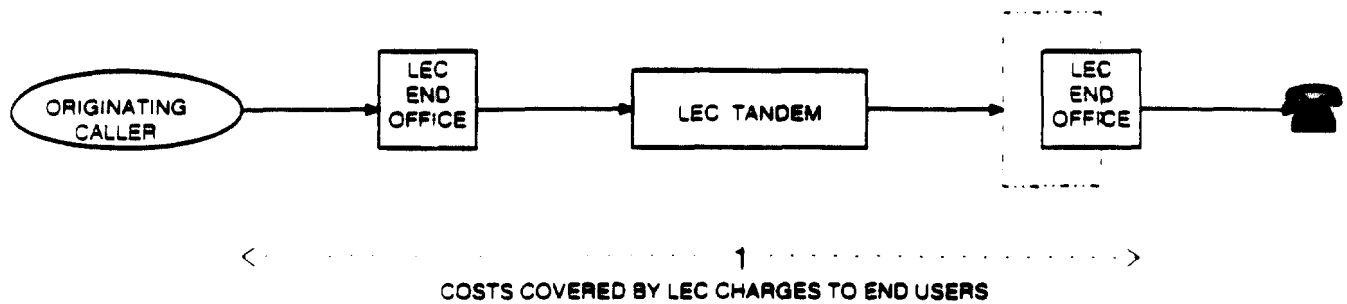 ORIGINATING
CALLER
LEC
END
OFFICE
LEC TANDEM
LEC
END
OFFICE
1
COSTS COVERED BY LEC CHARGES TO END USERS